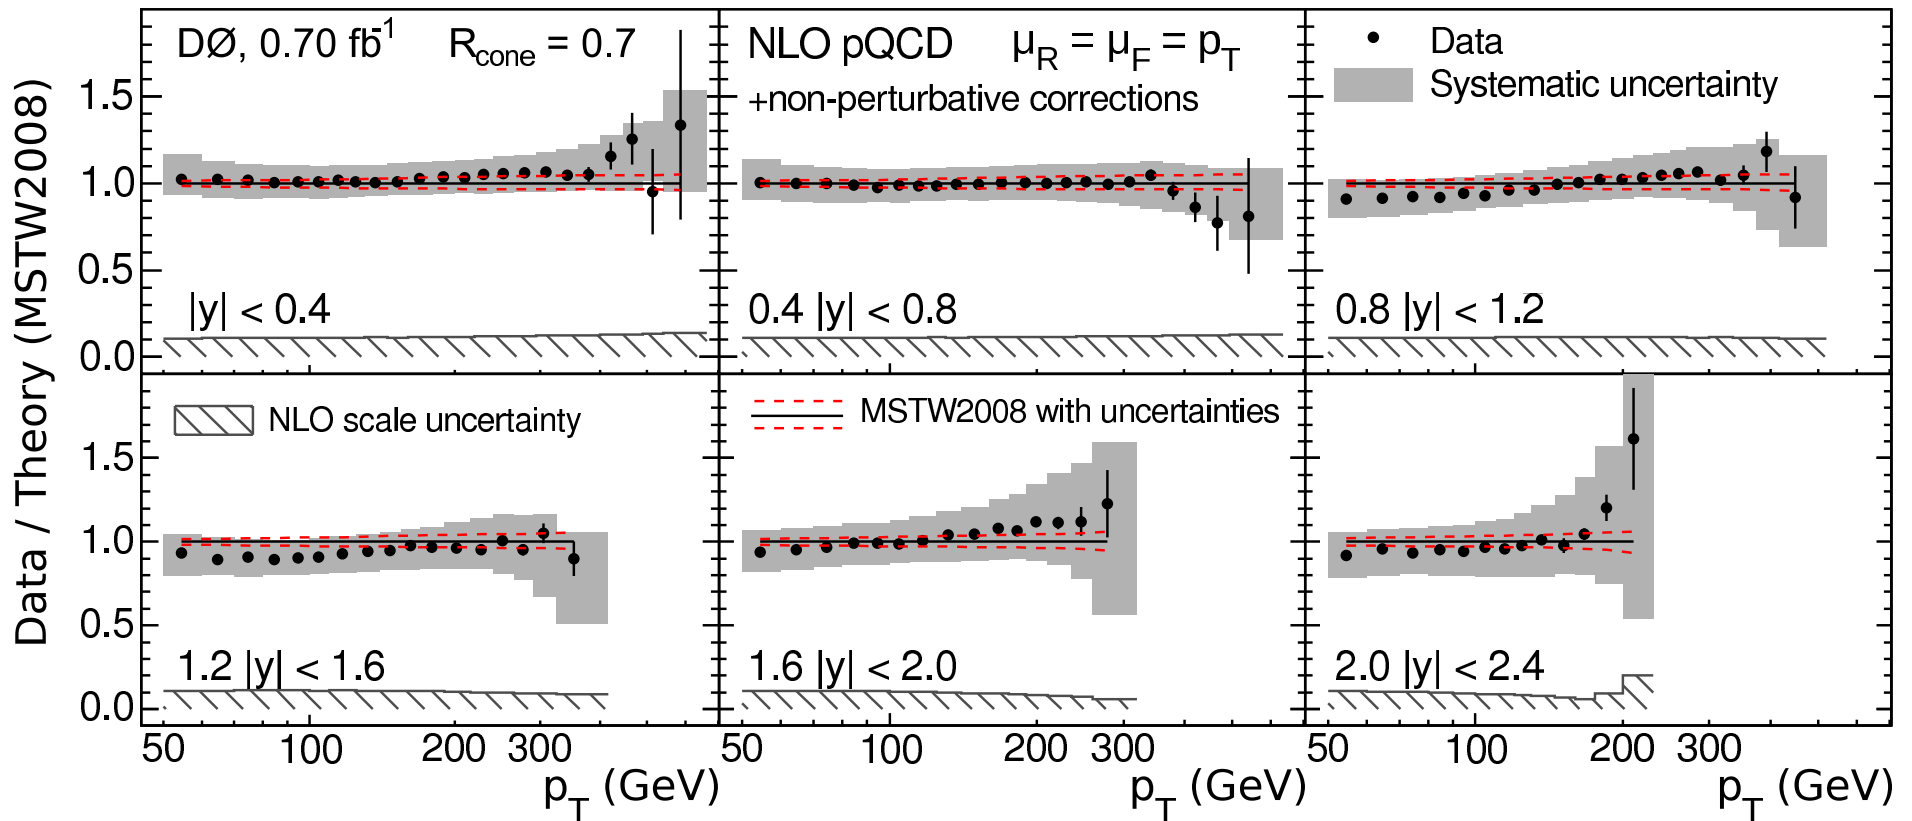 Data / Theory (MSTW2008)
DØ, 0.70 fb-1 Rcone = 0.7
NLO pQCD μR = μF = pT
+non-perturbative corrections
Data
Systematic uncertainty
1.5
1.0
0.5
0.0
|y| < 0.4
0.4 |y| < 0.8
0.8 |y| < 1.2
NLO scale uncertainty
MSTW2008 with uncertainties
1.5
1.0
0.5
0.0
1.2 |y| < 1.6
1.6 |y| < 2.0
2.0 |y| < 2.4
50 100 200 300
50 100 200 300
50 100 200 300
pT (GeV)
pT (GeV)
pT (GeV)